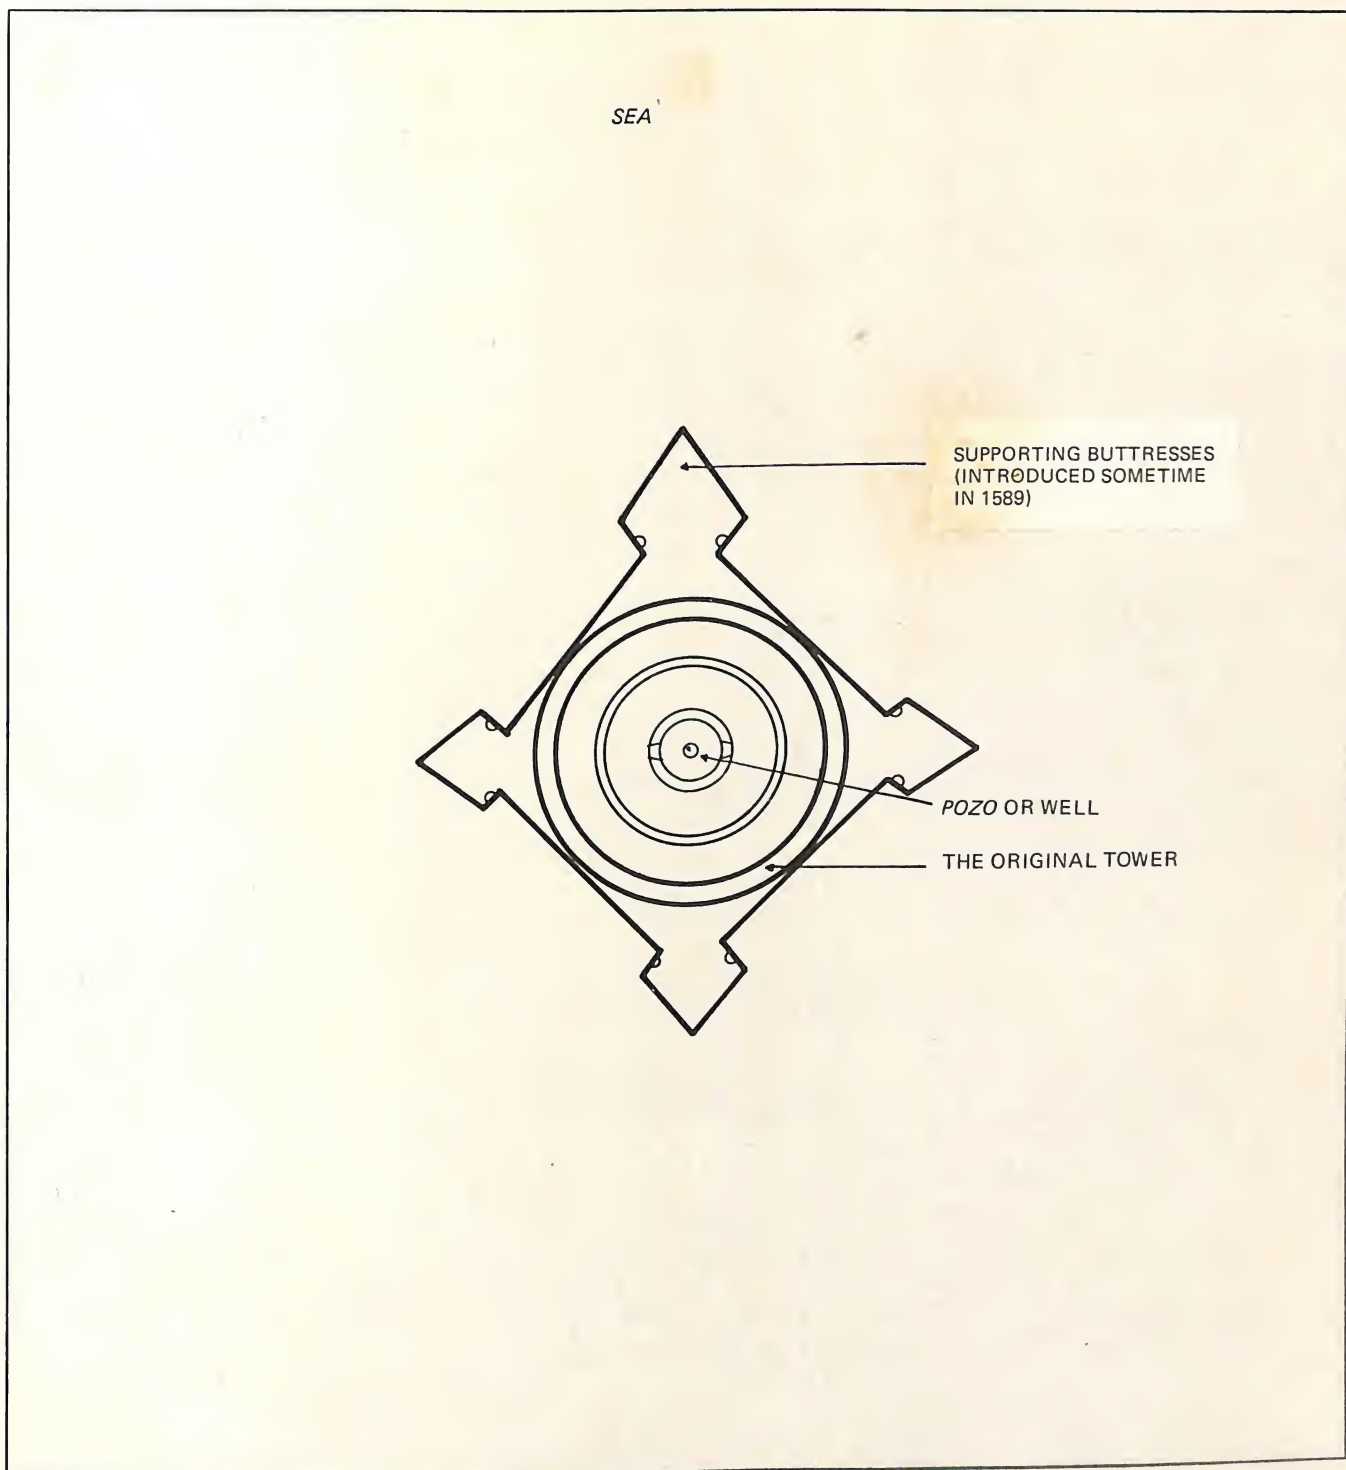 SEA
SUPPORTING BUTTRESSES
(INTRODUCED SOMETIME
IN 1589)
POZO OR WELL
THE ORIGINAL TOWER